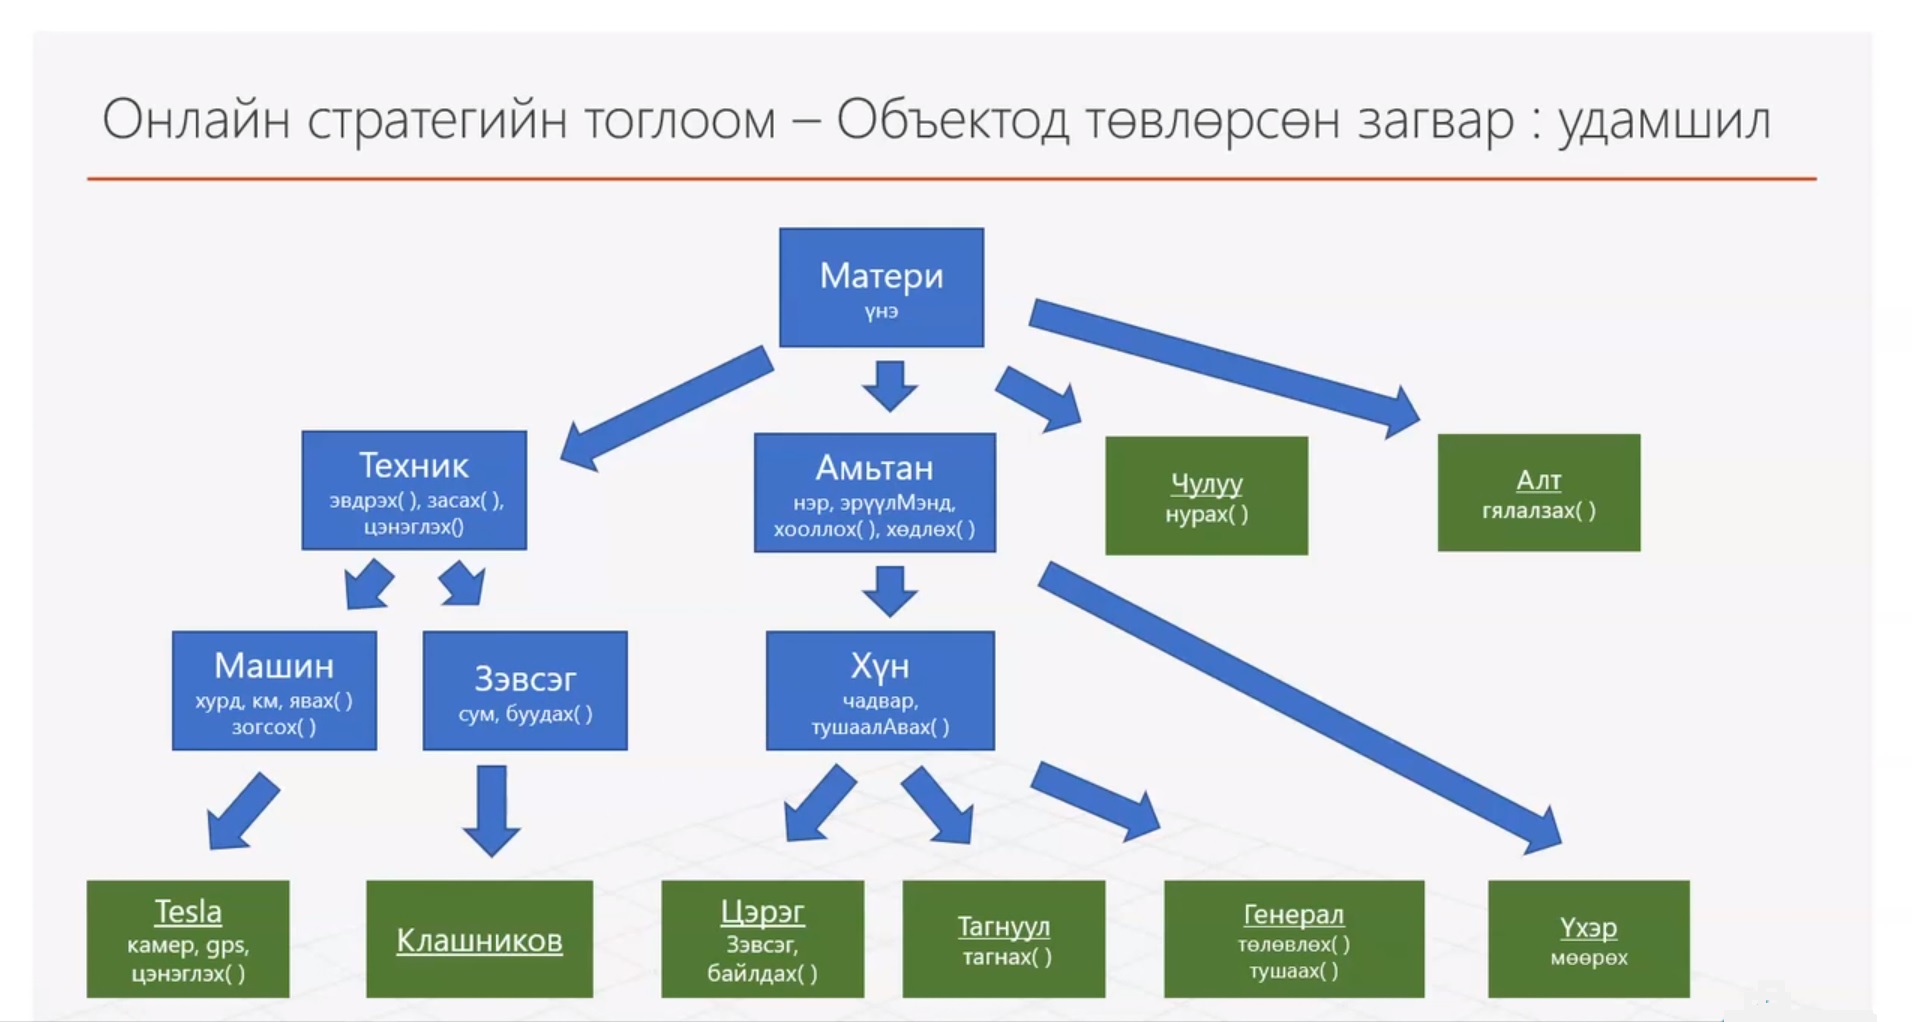 Онлайн стратегийн тоглоом – Объектод төвлөрсөн загвар : удамшил
Матери
үнэ
Техник
эвдрэх( ), засах( ),
цэнэглэх()
Амьтан
нэр, эрүүлМэнд,
хооллох( ), хөдлөх( )
Чулуу
нурах( )
Алт
гялалзах( )
Машин
хурд, км, явах( )
зогсох( )
Зэвсэг
сум, буудах( )
Хүн
чадвар,
тушаалАвах( )
Tesla
камер, gps,
цэнэглэх( )
Клашников
Цэрэг
Зэвсэг,
байлдах( )
Тагнуул
тагнах( )
Генерал
төлөвлөх( )
тушаах( )
Үхэр
мөөрөх